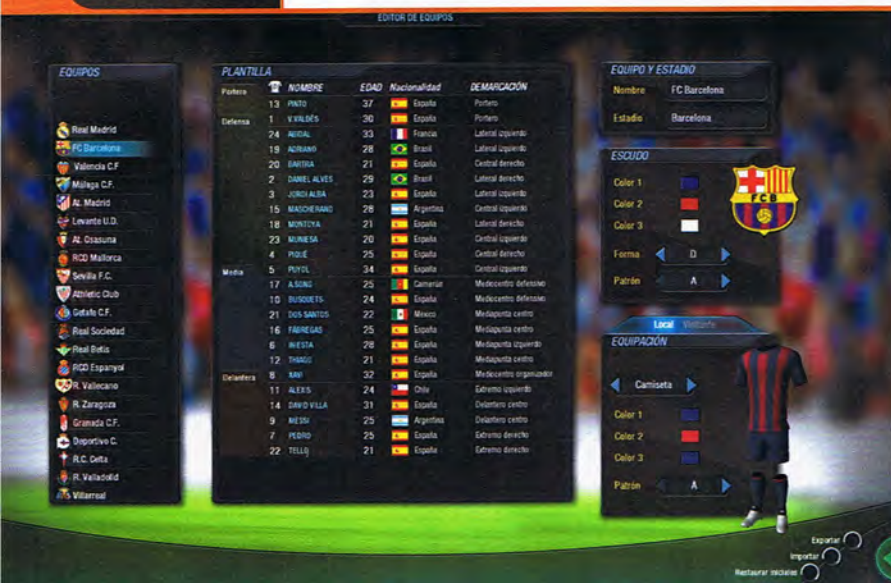 EDITOR DE EQUIPOS
EQUIPOS
Real Madrid
FC Barcelona
Valencia C.F
Málaga C.F.
At. Madrid
Levante U.D.
At. Osasuna
RCD Mallorca
Sevilla F.C.
Athletic Club
Getafe C.F.
Real Sociedad
Real Betis
RCD Espanyol
R. Vallecano
R. Zaragoza
Granada C.F.
Deportivo C.
R.C. Celta
R. Valladolid
Villarreal
PLANTILLA
NOMBRE EDAD Nacionalidad DEMARCACIÓN
Portero
13 PINTO 37 España Portero
Defensa 1 V.VALDÉS 30 España Portero
24 ABIDAL 33 Francia Lateral izquierdo
19 ADRIANO 28 Brasil Lateral izquierdo
20 BARTRA 21 España Central derecho
2 DANIEL ALVES 29 Brasil Lateral derecho
3 JORDI ALBA 23 España Lateral izquierdo
15 MASCHERANO 28 Argentina Central izquierdo
18 MONTOYA 21 España Lateral derecho
23 MUNIESA 20 España Central izquierdo
4 PIQUÉ 25 España Central derecho
Media 5 PUYOL 34 España Central izquierdo
17 A.SONG 25 Camerún Mediocentro defensivo
10 BUSQUETS 24 España Mediocentro defensivo
21 DOS SANTOS 22 México Mediapunta centro
16 FÁBREGAS 25 España Mediapunta centro
6 INIESTA 28 España Mediapunta izquierdo
12 THIAGO 21 España Mediapunta centro
Delantera 8 XAVI 32 España Mediocentro organizador
11 ALEXIS 24 Chile Extremo izquierdo
14 DAVID VILLA 31 España Delantero centro
9 MESSI 25 Argentina Delantero centro
7 PEDRO 25 España Extremo derecho
22 TELLO 21 España Extremo derecho
EQUIPO Y ESTADIO
Nombre FC Barcelona
Estadio Barcelona
ESCUDO
Color 1
Color 2
Color 3
Forma D
Patrón A
FCB
Local Visitante
EQUIPACIÓN
Camiseta
Color 1
Color 2
Color 3
Patrón A
Exportar
Importar
Restaurar iniciales